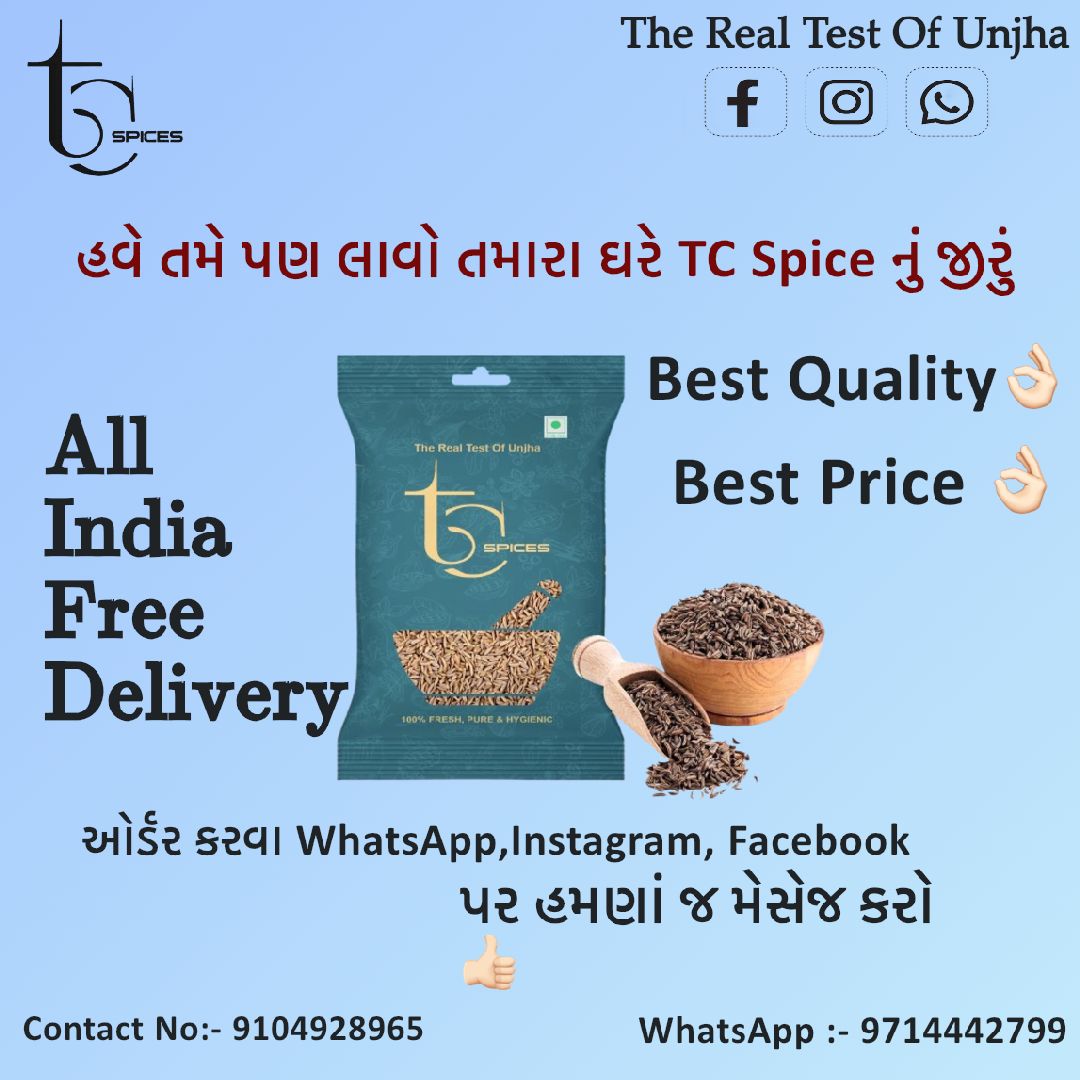 tc
SPICES
The Real Test Of Unjha
હવે તમે પણ લાવો તમારા ઘરે TC Spice નું જીરું
Best Quality👌🏻
Best Price 👌🏻
All
India
Free
Delivery
The Real Test Of Unjha
tc
SPICES
100% FRESH, PURE & HYGIENIC
ઓર્ડર કરવા WhatsApp,Instagram, Facebook
પર હમણાં જ મેસેજ કરો
👍🏻
Contact No:- 9104928965
WhatsApp :- 9714442799